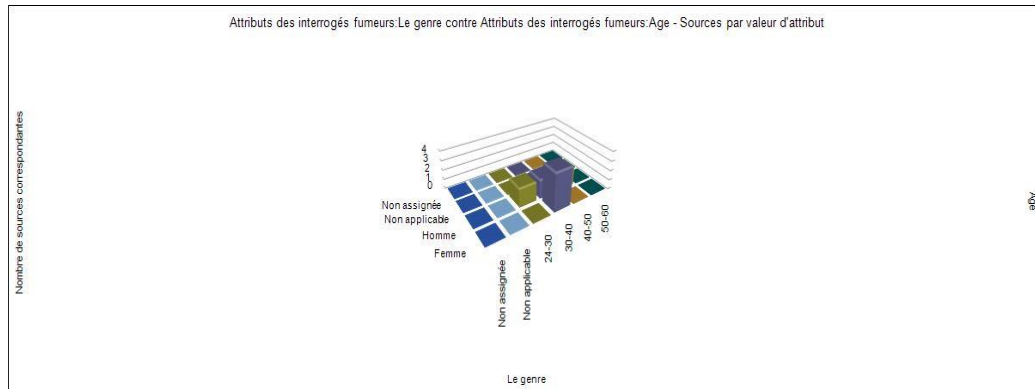 Attributs des interrogés fumeurs:Le genre contre Attributs des interrogés fumeurs:Age - Sources par valeur d'attribut
Nombre de sources correspondantes
4
3
2
1
0
Non assignée
Non applicable
Homme
Femme
Non assignée
Non applicable
24-30
30-40
40-50
50-60
Age
Le genre